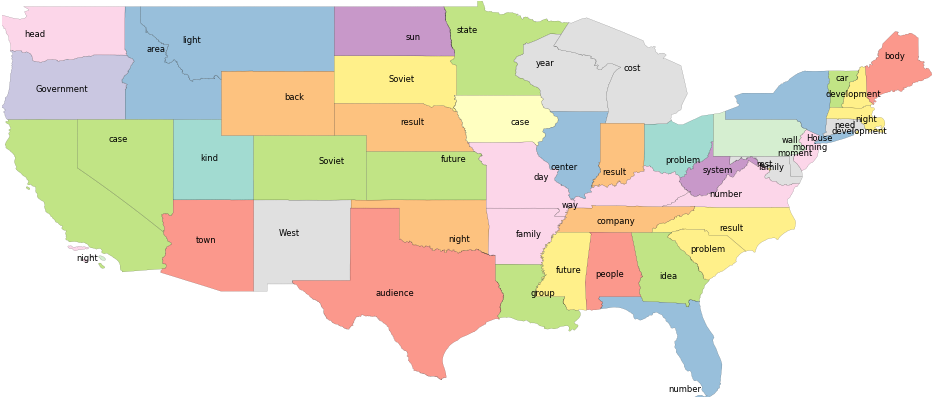 head
area
light
sun
state
year
cost
body
Government
Soviet
car
development
back
result
case
night
need
development
case
House
wall
morning
moment
kind
Soviet
future
problem
rest
family
system
center
result
day
number
way
West
town
night
family
company
result
problem
night
audience
future
people
idea
group
number